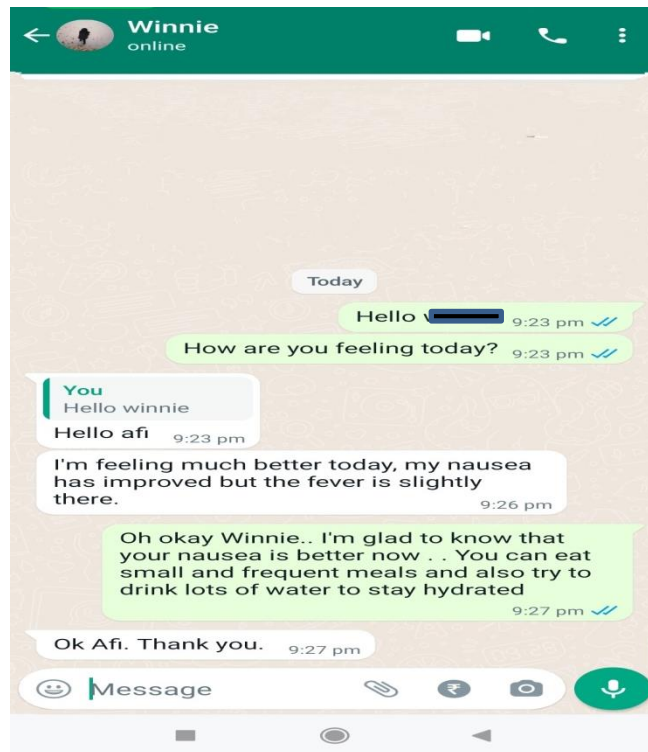 Winnie
online
Today
Hello
9:23 pm
How are you feeling today? 9:23 pm
You
Hello winnie
Hello afi 9:23 pm
I'm feeling much better today, my nausea
has improved but the fever is slightly
there.
9:26 pm
Oh okay Winnie.. I'm glad to know that
your nausea is better now . . You can eat
small and frequent meals and also try to
drink lots of water to stay hydrated
9:27 pm
Ok Afi. Thank you. 9:27 pm
Message